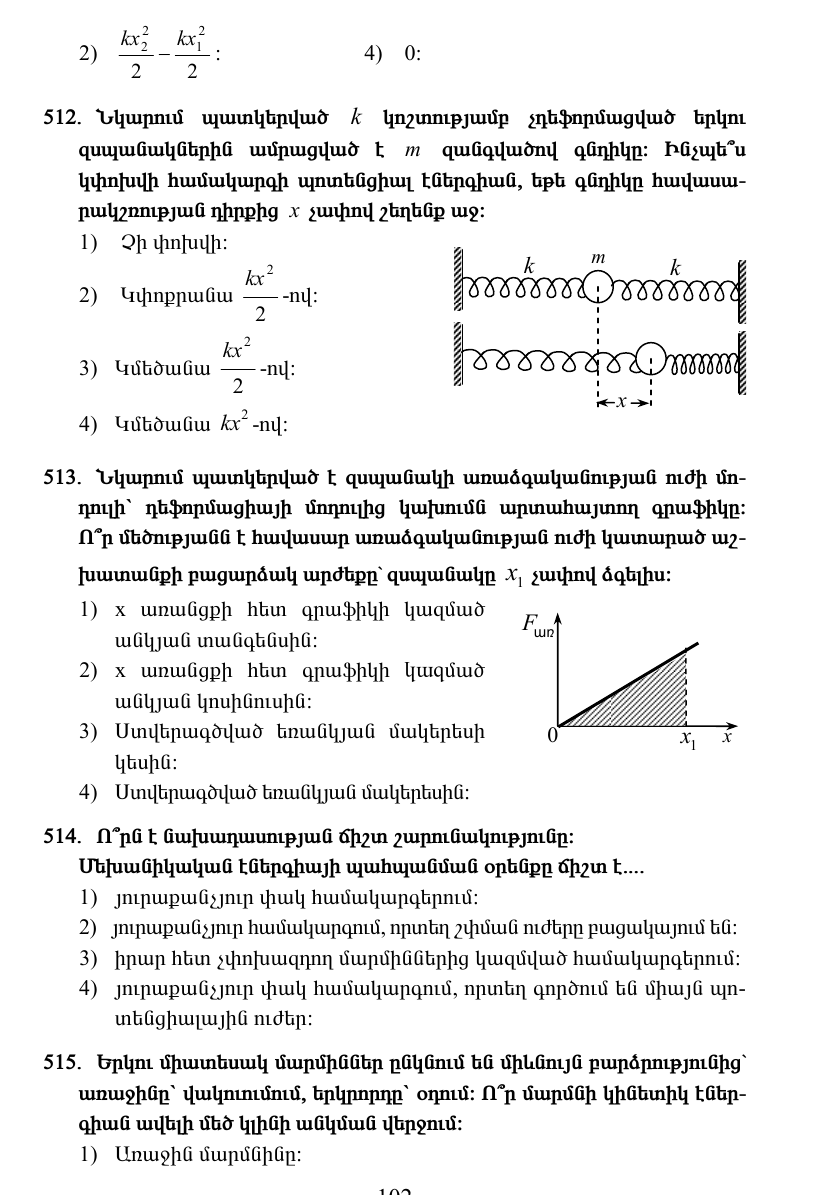 2) kx₂²/2 − kx₁²/2 : 4) 0:
512. Նկարում պատկերված k կոշտությամբ չդեֆորմացված երկու
զսպանակներին ամրացված է m զանգվածով գնդիկը: Ինչպե՞ս
կփոխվի համակարգի պոտենցիալ էներգիան, եթե գնդիկը հավասա-
րակշռության դիրքից x չափով շեղենք աջ:
1) Չի փոխվի:
2) Կփոքրանա kx²/2 -ով:
3) Կմեծանա kx²/2 -ով:
4) Կմեծանա kx² -ով:
k m k
x
513. Նկարում պատկերված է զսպանակի առաձգականության ուժի մո-
դուլի՝ դեֆորմացիայի մոդուլից կախումն արտահայտող գրաֆիկը:
Ո՞ր մեծությանն է հավասար առաձգականության ուժի կատարած աշ-
խատանքի բացարձակ արժեքը՝ զսպանակը x₁ չափով ձգելիս:
1) x առանցքի հետ գրաֆիկի կազմած
անկյան տանգենսին:
2) x առանցքի հետ գրաֆիկի կազմած
անկյան կոսինուսին:
3) Ստվերագծված եռանկյան մակերեսի
կեսին:
4) Ստվերագծված եռանկյան մակերեսին:
Fառ
0 x₁ x
514. Ո՞րն է նախադասության ճիշտ շարունակությունը:
Մեխանիկական էներգիայի պահպանման օրենքը ճիշտ է....
1) յուրաքանչյուր փակ համակարգերում:
2) յուրաքանչյուր համակարգում, որտեղ շփման ուժերը բացակայում են:
3) իրար հետ չփոխազդող մարմիններից կազմված համակարգերում:
4) յուրաքանչյուր փակ համակարգում, որտեղ գործում են միայն պո-
տենցիալային ուժեր:
515. Երկու միատեսակ մարմիններ ընկնում են միևնույն բարձրությունից՝
առաջինը՝ վակուումում, երկրորդը՝ օդում: Ո՞ր մարմնի կինետիկ էներ-
գիան ավելի մեծ կլինի անկման վերջում:
1) Առաջին մարմնինը:
102